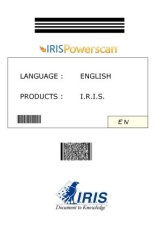 IRISPowerscan
LANGUAGE : ENGLISH
PRODUCTS : I.R.I.S.
EN
IRIS
Document to Knowledge